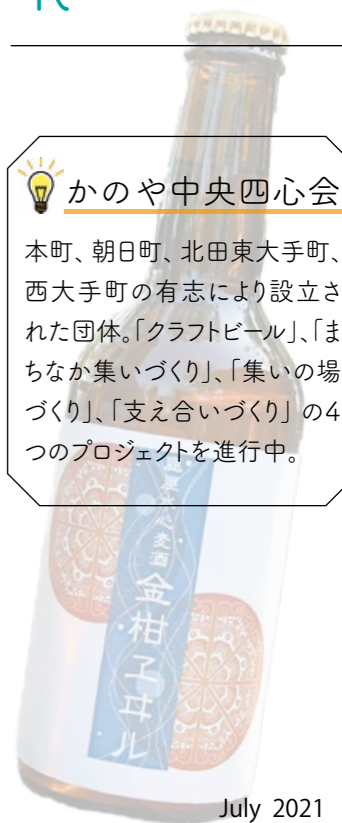 かのや中央四心会
本町、朝日町、北田東大手町、
西大手町の有志により設立さ
れた団体。「クラフトビール」、「ま
ちなか集いづくり」、「集いの場
づくり」、「支え合いづくり」の4
つのプロジェクトを進行中。
麦酒
金柑ヱヰル
July 2021